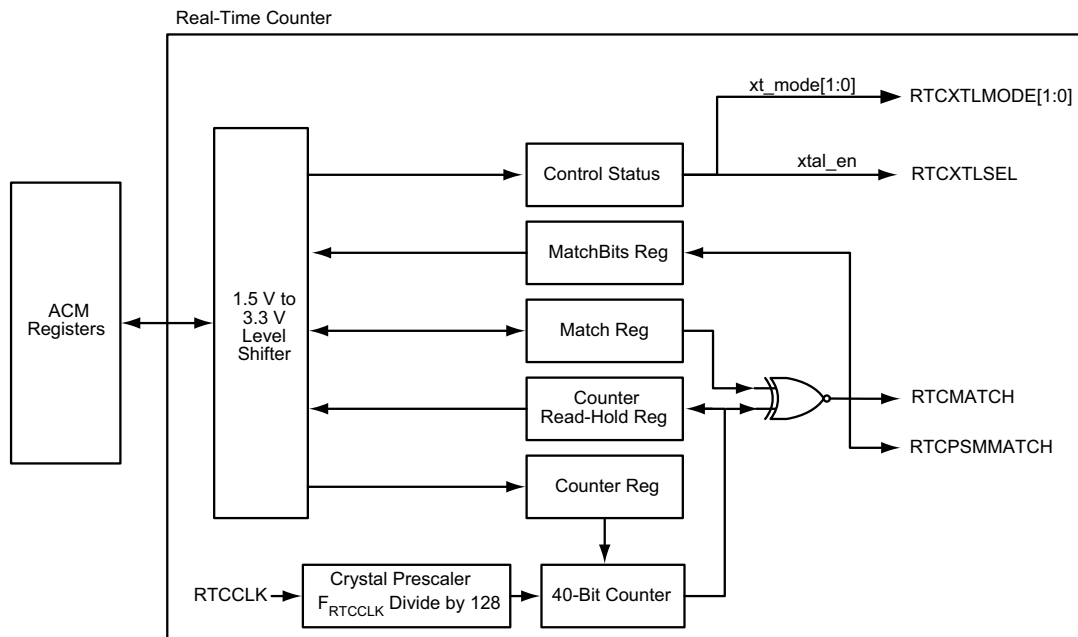 Real-Time Counter
xt_mode[1:0]
RTCXTLMODE[1:0]
Control Status
xtal_en
RTCXTLSEL
MatchBits Reg
ACM
Registers
1.5 V to
3.3 V
Level
Shifter
Match Reg
Counter
Read-Hold Reg
RTCMATCH
RTCPSMMATCH
Counter Reg
RTCCLK
Crystal Prescaler
FRTCCLK Divide by 128
40-Bit Counter